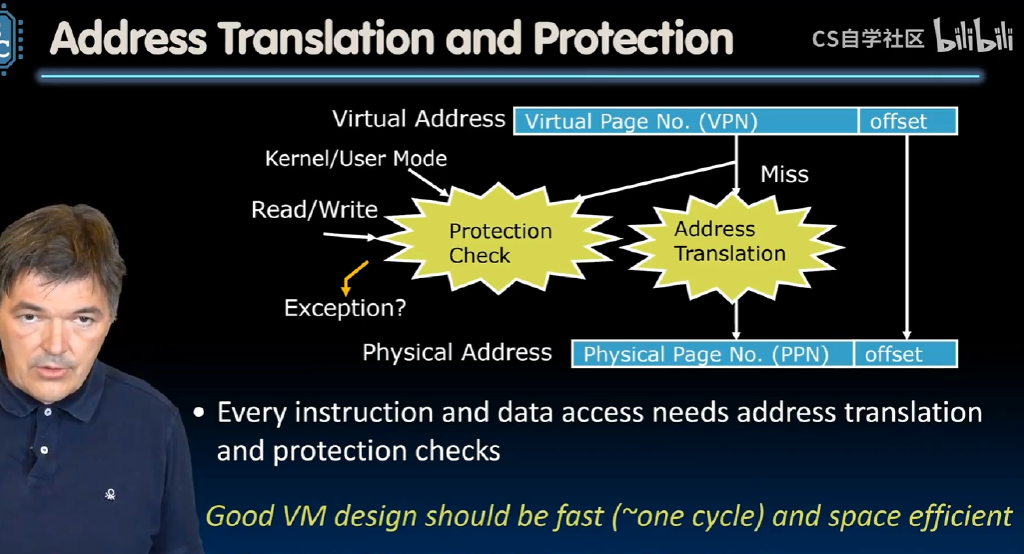 C
Address Translation and Protection
CS自学社区 bilibili
Virtual Address
Virtual Page No. (VPN)
offset
Kernel/User Mode
Miss
Read/Write
Protection
Check
Address
Translation
Exception?
Physical Address
Physical Page No. (PPN)
offset
• Every instruction and data access needs address translation
and protection checks
Good VM design should be fast (~one cycle) and space efficient